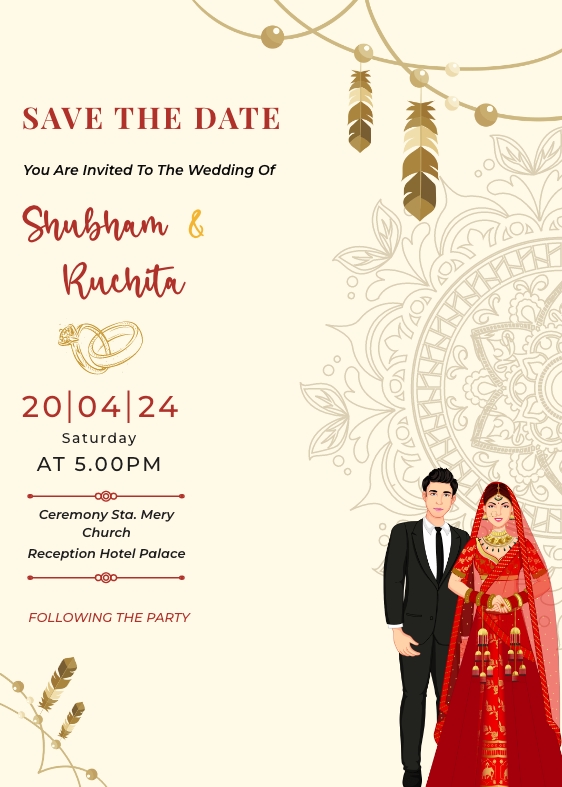 SAVE THE DATE
You Are Invited To The Wedding Of
Shubham &
Ruchita
20|04|24
Saturday
AT 5.00PM
Ceremony Sta. Mery
Church
Reception Hotel Palace
FOLLOWING THE PARTY